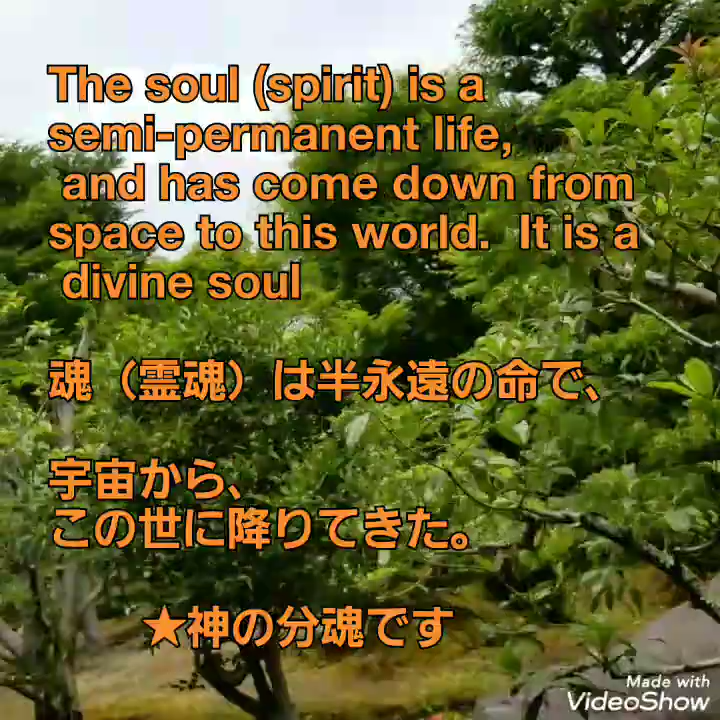 The soul (spirit) is a
semi-permanent life,
and has come down from
space to this world. It is a
divine soul
魂（霊魂）は半永遠の命で、
宇宙から、
この世に降りてきた。
★神の分魂です
Made with
VideoShow